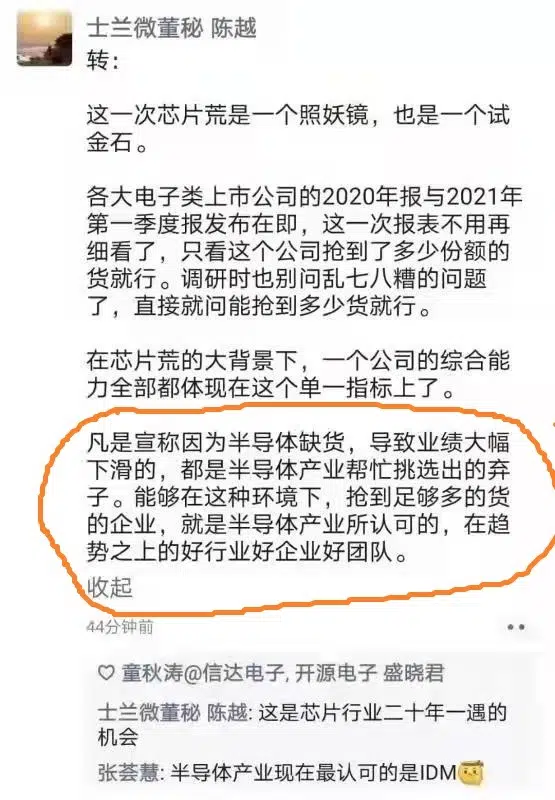 士兰微董秘 陈越
转：
这一次芯片荒是一个照妖镜，也是一个试
金石。
各大电子类上市公司的2020年报与2021年
第一季度报发布在即，这一次报表不用再
细看了，只看这个公司抢到了多少份额的
货就行。调研时也别问乱七八糟的问题
了，直接就问能抢到多少货就行。
在芯片荒的大背景下，一个公司的综合能
力全部都体现在这个单一指标上了。
凡是宣称因为半导体缺货，导致业绩大幅
下滑的，都是半导体产业帮忙挑选出的弃
子。能够在这种环境下，抢到足够多的货
的企业，就是半导体产业所认可的，在趋
势之上的好行业好企业好团队。
收起
44分钟前
童秋涛@信达电子, 开源电子 盛晓君
士兰微董秘 陈越: 这是芯片行业二十年一遇的
机会
张荟慧: 半导体产业现在最认可的是IDM